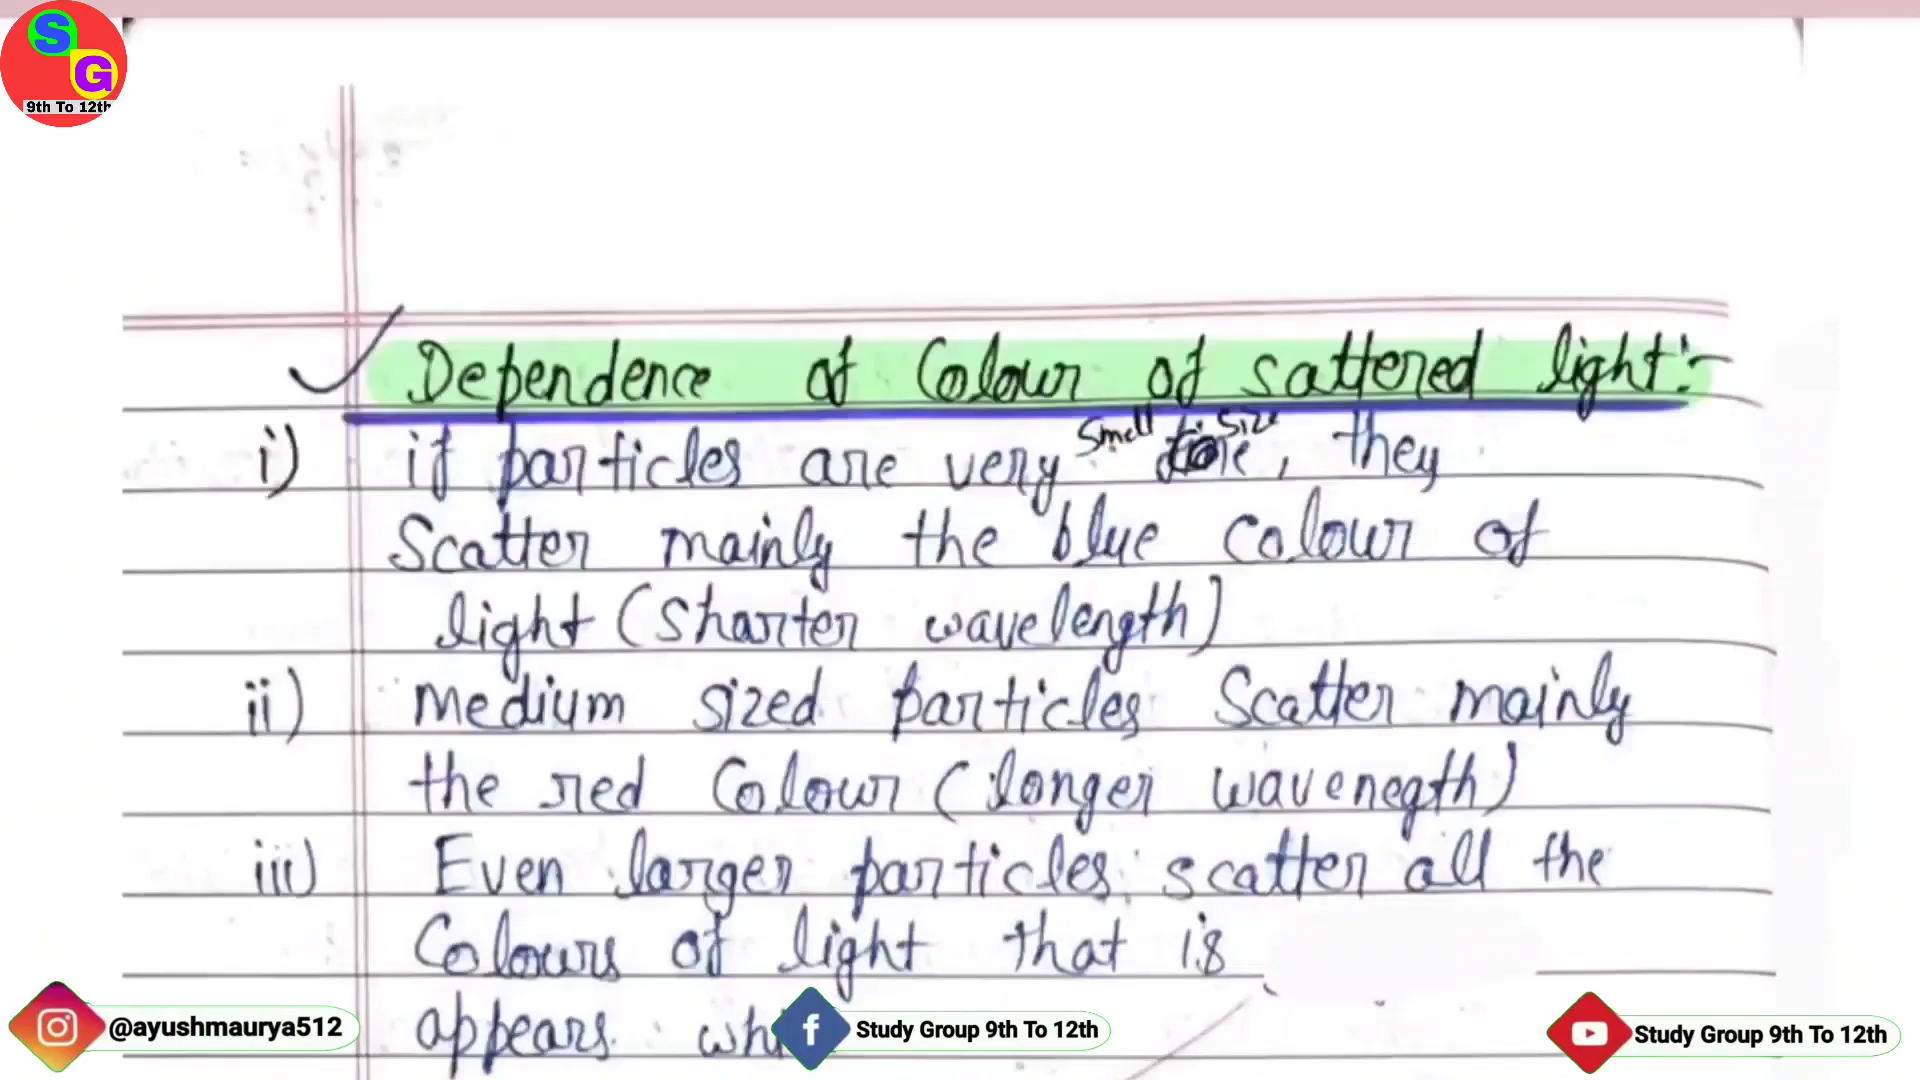 S
G
9th To 12th
Dependence of Colour of Sattered light:-
i) if particles are very small size, they
Scatter mainly the blue colour of
light (Sharter wavelength)
ii) medium sized particles Scatter mainly
the red Colour (longer wavenegth)
iii) Even larger particles scatter all the
Colours of light that is
appears
@ayushmaurya512
Study Group 9th To 12th
Study Group 9th To 12th